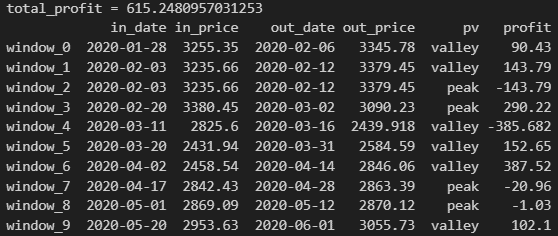 total_profit = 615.2480957031253
in_date in_price out_date out_price pv profit
window_0 2020-01-28 3255.35 2020-02-06 3345.78 valley 90.43
window_1 2020-02-03 3235.66 2020-02-12 3379.45 valley 143.79
window_2 2020-02-03 3235.66 2020-02-12 3379.45 peak -143.79
window_3 2020-02-20 3380.45 2020-03-02 3090.23 peak 290.22
window_4 2020-03-11 2825.6 2020-03-16 2439.918 valley -385.682
window_5 2020-03-20 2431.94 2020-03-31 2584.59 valley 152.65
window_6 2020-04-02 2458.54 2020-04-14 2846.06 valley 387.52
window_7 2020-04-17 2842.43 2020-04-28 2863.39 peak -20.96
window_8 2020-05-01 2869.09 2020-05-12 2870.12 peak -1.03
window_9 2020-05-20 2953.63 2020-06-01 3055.73 valley 102.1